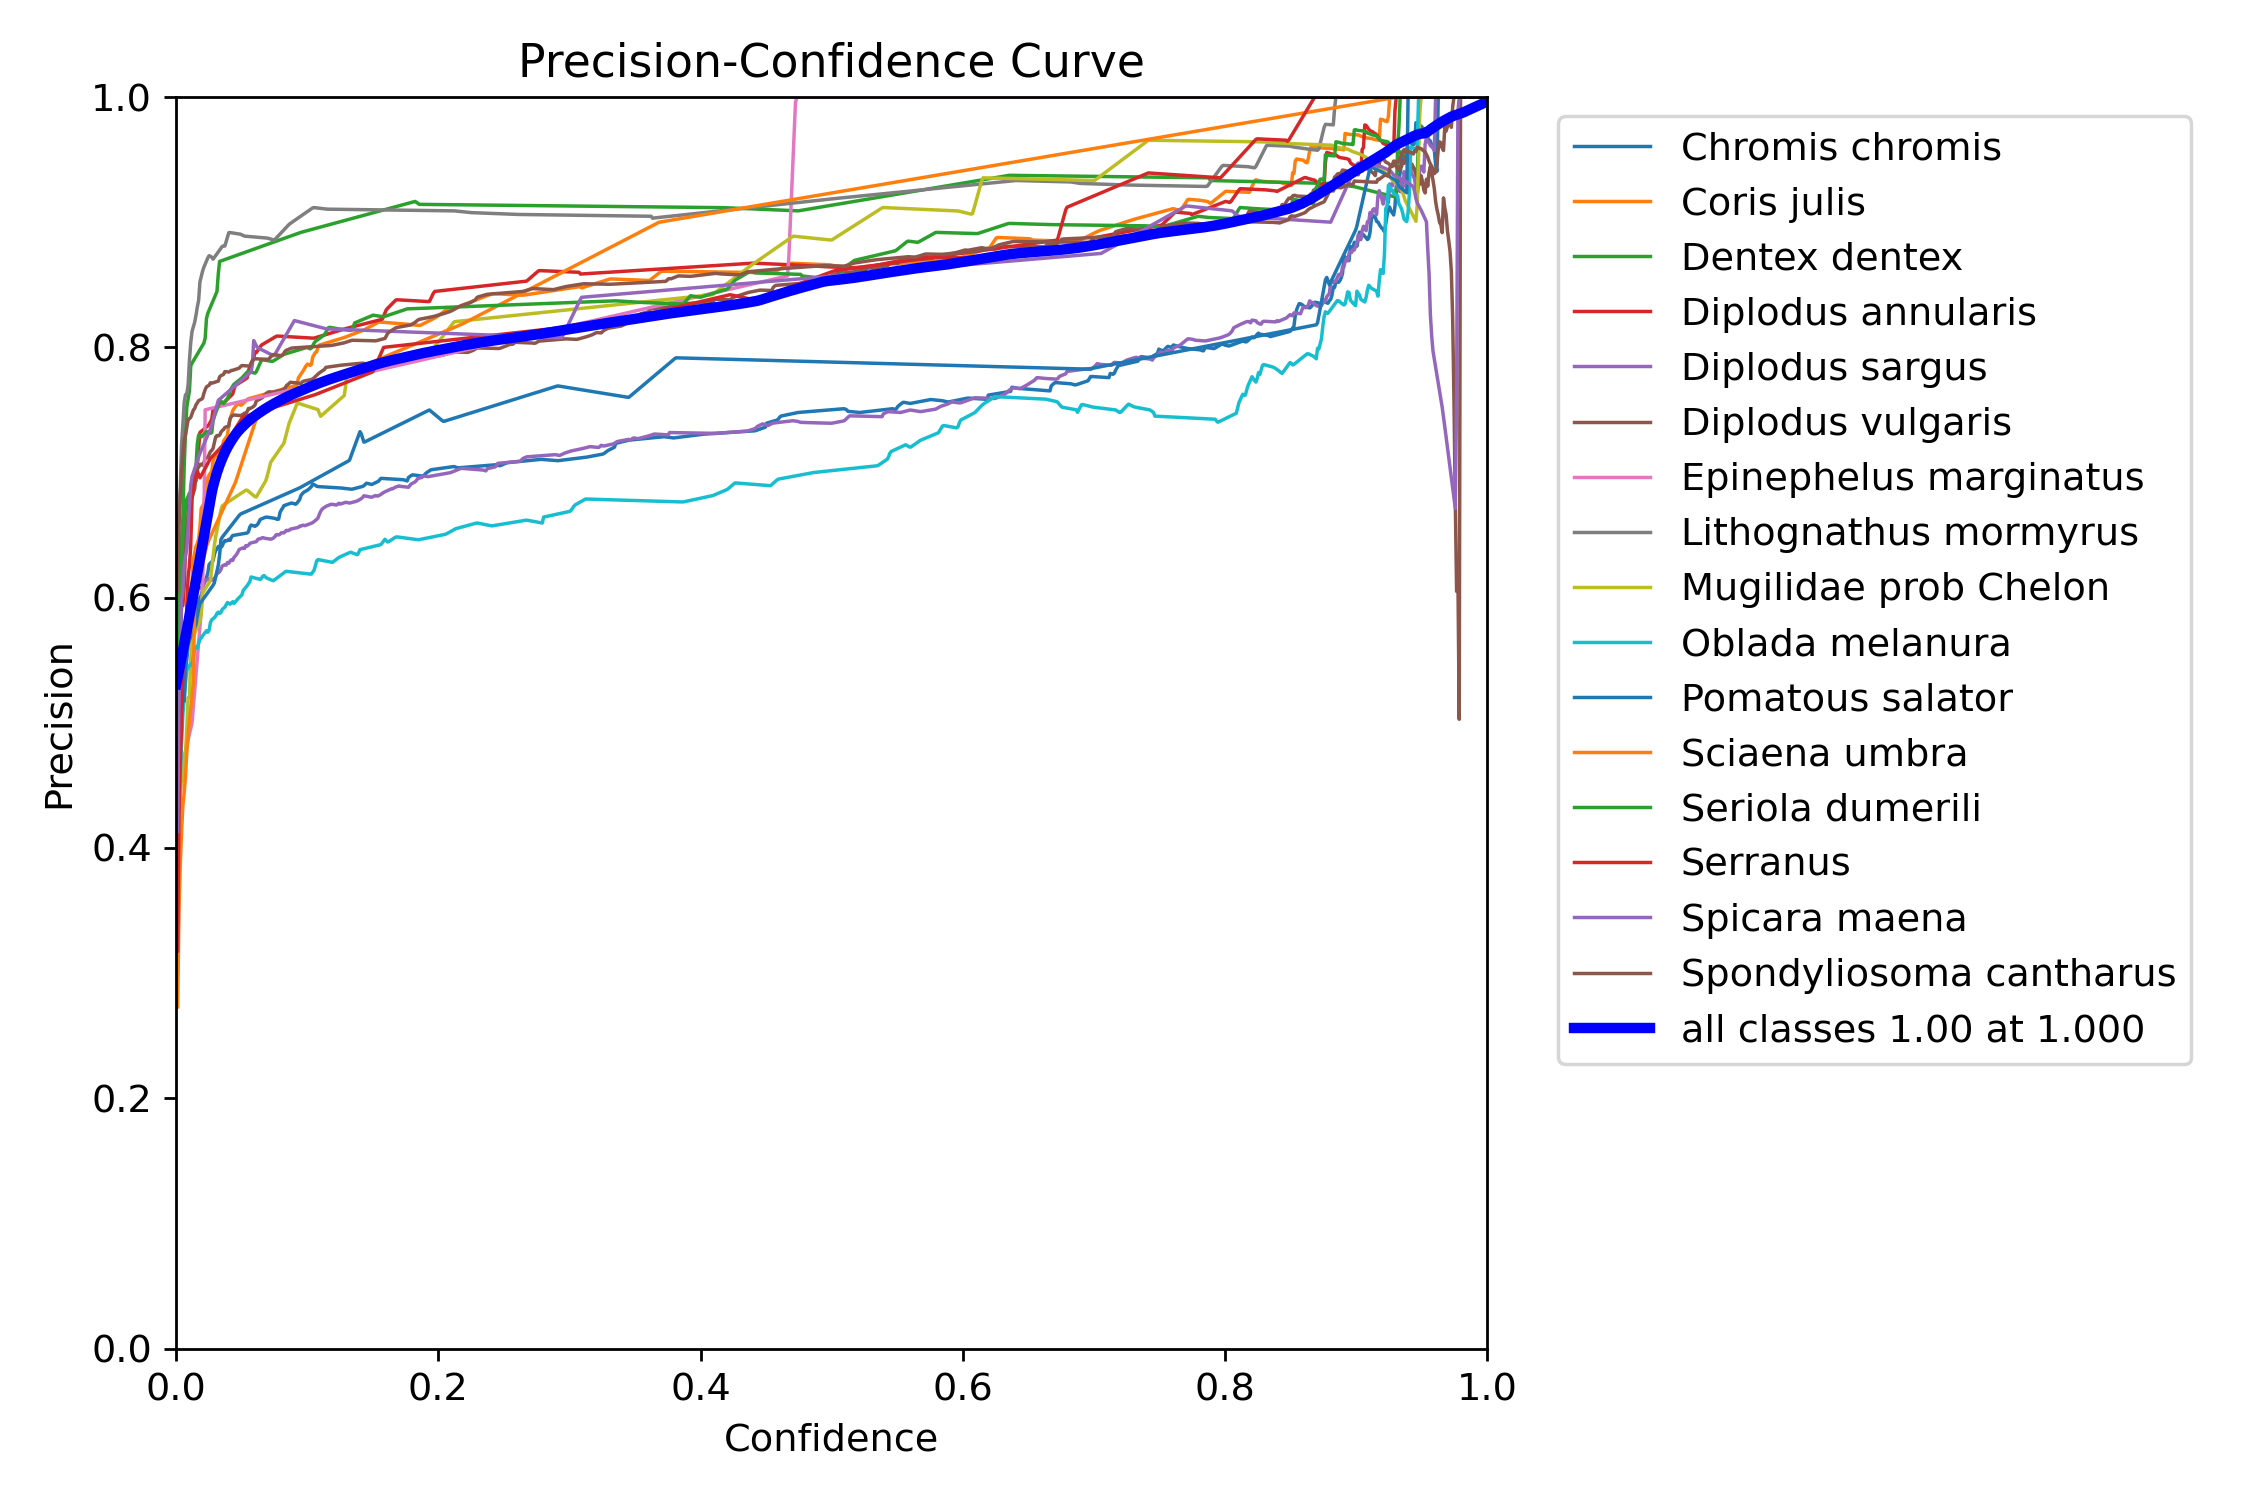 Precision-Confidence Curve
1.0
0.8
0.6
0.4
0.2
0.0
Precision
0.0 0.2 0.4 0.6 0.8 1.0
Confidence
Chromis chromis
Coris julis
Dentex dentex
Diplodus annularis
Diplodus sargus
Diplodus vulgaris
Epinephelus marginatus
Lithognathus mormyrus
Mugilidae prob Chelon
Oblada melanura
Pomatous salator
Sciaena umbra
Seriola dumerili
Serranus
Spicara maena
Spondyliosoma cantharus
all classes 1.00 at 1.000